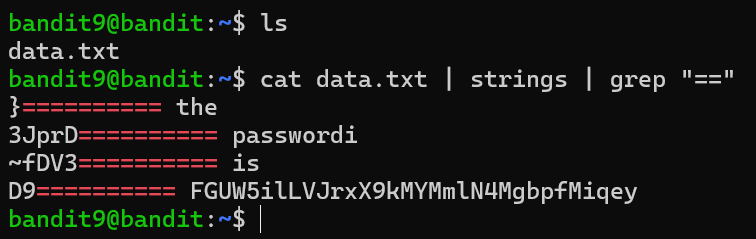 bandit9@bandit:~$ ls
data.txt
bandit9@bandit:~$ cat data.txt | strings | grep "=="
}========== the
3JprD========== passwordi
~fDV3========== is
D9========== FGUW5ilLVJrxX9kMYMmlN4MgbpfMiqey
bandit9@bandit:~$